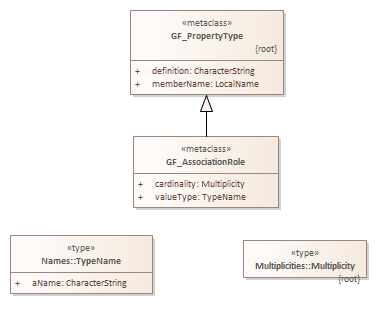 «metaclass»
GF_PropertyType
{root}
+ definition: CharacterString
+ memberName: LocalName
«metaclass»
GF_AssociationRole
+ cardinality: Multiplicity
+ valueType: TypeName
«type»
Names::TypeName
+ aName: CharacterString
«type»
Multiplicities::Multiplicity
{root}